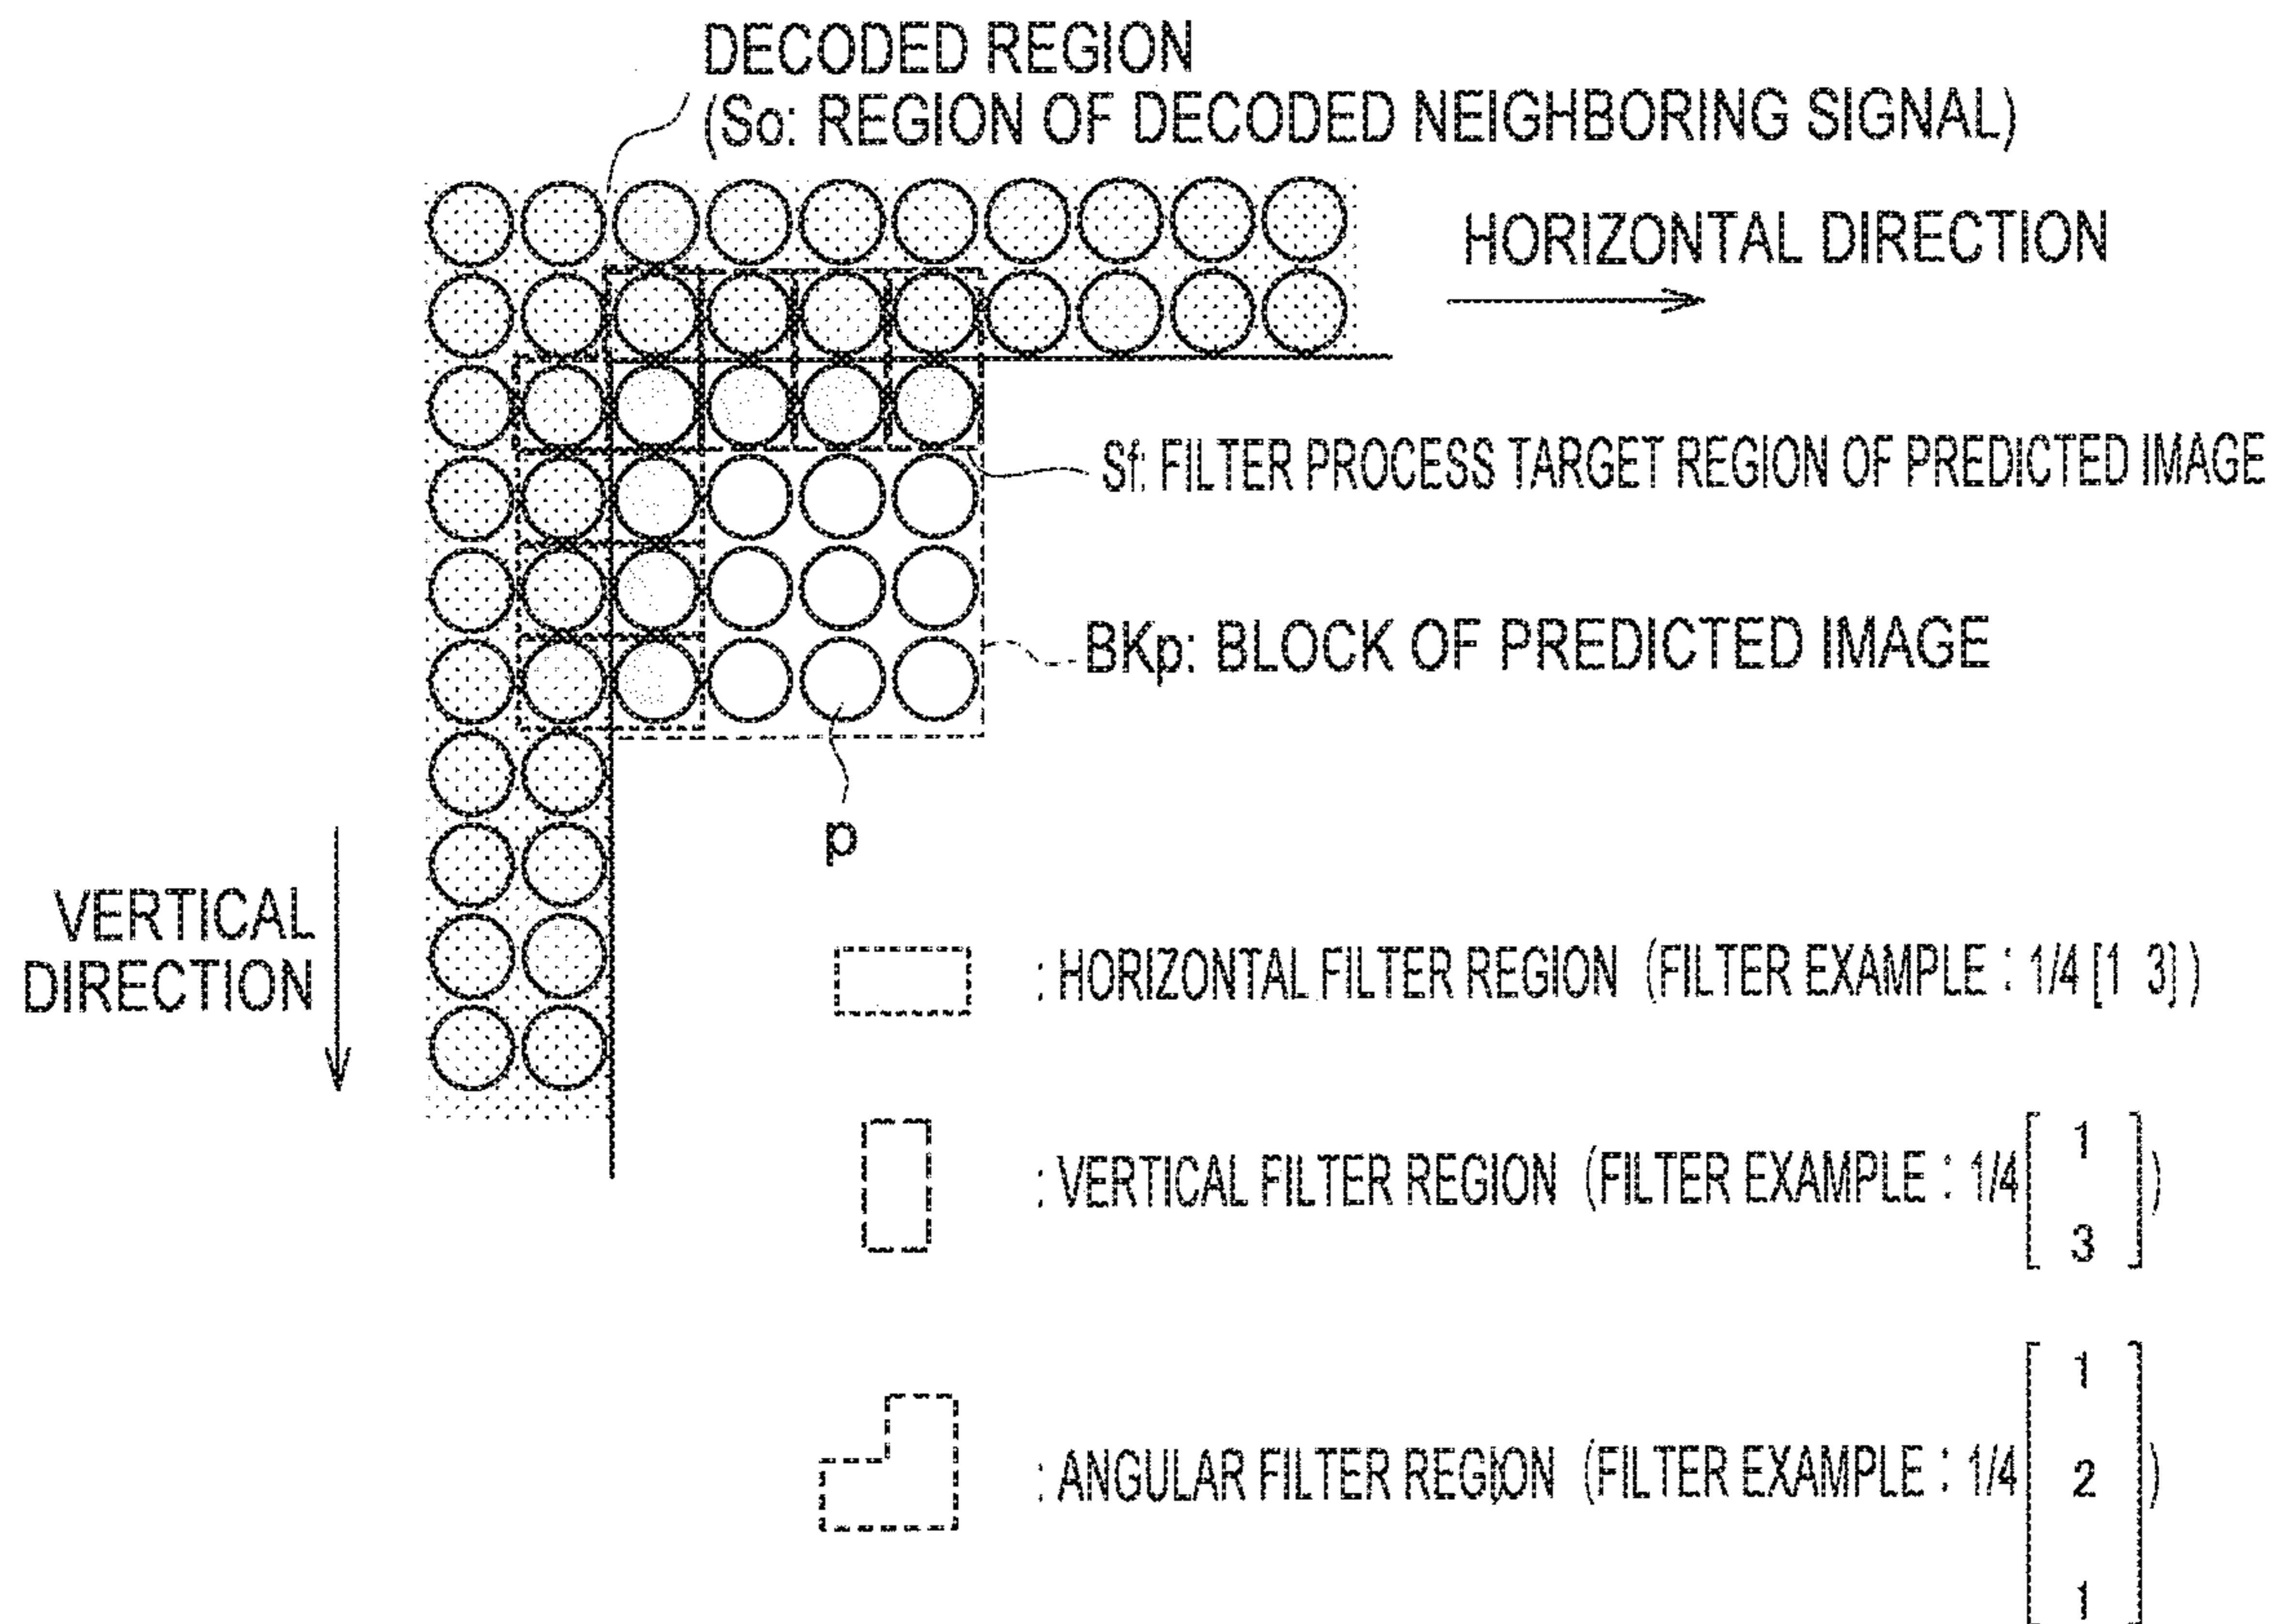 DECODED REGION
(So: REGION OF DECODED NEIGHBORING SIGNAL)
HORIZONTAL DIRECTION
Sf: FILTER PROCESS TARGET REGION OF PREDICTED IMAGE
BKp: BLOCK OF PREDICTED IMAGE
p
VERTICAL
DIRECTION
: HORIZONTAL FILTER REGION (FILTER EXAMPLE : 1/4 [1 3] )
: VERTICAL FILTER REGION (FILTER EXAMPLE : 1/4 [ 1 3 ] )
: ANGULAR FILTER REGION (FILTER EXAMPLE : 1/4 [ 1 2 1 ] )